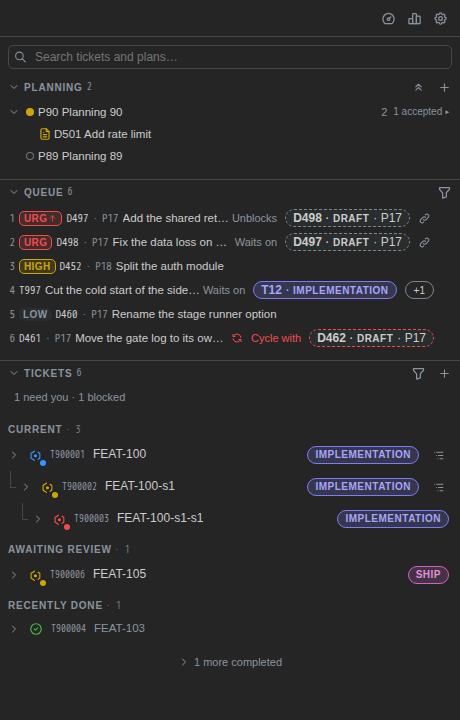 Search tickets and plans…
PLANNING 2
P90 Planning 90 2 1 accepted ▸
D501 Add rate limit
P89 Planning 89
QUEUE 6
1 URG ↑ D497 · P17 Add the shared ret… Unblocks D498 · DRAFT · P17
2 URG D498 · P17 Fix the data loss on … Waits on D497 · DRAFT · P17
3 HIGH D452 · P18 Split the auth module
4 T997 Cut the cold start of the side… Waits on T12 · IMPLEMENTATION +1
5 LOW D460 · P17 Rename the stage runner option
6 D461 · P17 Move the gate log to its ow… Cycle with D462 · DRAFT · P17
TICKETS 6
1 need you · 1 blocked
CURRENT · 3
T900001 FEAT-100 IMPLEMENTATION
T900002 FEAT-100-s1 IMPLEMENTATION
T900003 FEAT-100-s1-s1 IMPLEMENTATION
AWAITING REVIEW · 1
T900006 FEAT-105 SHIP
RECENTLY DONE · 1
T900004 FEAT-103
1 more completed